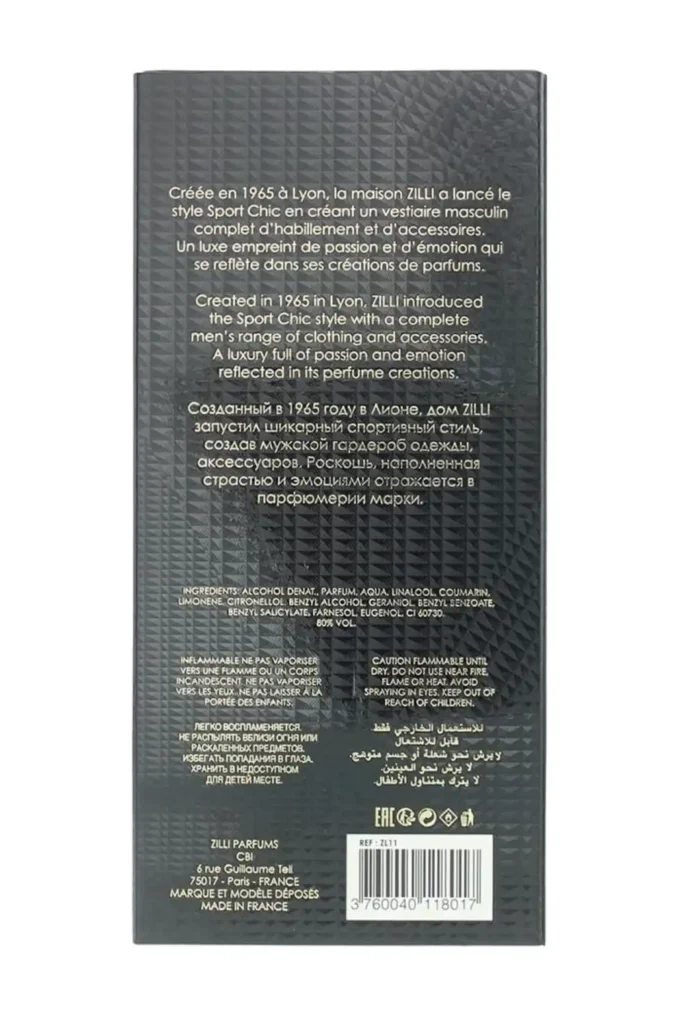 Créée en 1965 à Lyon, la maison ZILLI a lancé le
style Sport Chic en créant un vestiaire masculin
complet d'habillement et d'accessoires.
Un luxe empreint de passion et d'émotion qui
se reflète dans ses créations de parfums.
Created in 1965 in Lyon, ZILLI introduced
the Sport Chic style with a complete
men's range of clothing and accessories.
A luxury full of passion and emotion
reflected in its perfume creations.
Созданный в 1965 году в Лионе, дом ZILLI
запустил шикарный спортивный стиль,
создав мужской гардероб одежды,
аксессуаров. Роскошь, наполненная
страстью и эмоциями отражается в
парфюмерии марки.
INGREDIENTS: ALCOHOL DENAT., PARFUM, AQUA, LINALOOL, COUMARIN,
LIMONENE, CITRONELLOL, BENZYL ALCOHOL, GERANIOL, BENZYL BENZOATE,
BENZYL SALICYLATE, FARNESOL, EUGENOL, CI 60730.
80% VOL.
INFLAMMABLE NE PAS VAPORISER
VERS UNE FLAMME OU UN CORPS
INCANDESCENT. NE PAS VAPORISER
VERS LES YEUX. NE PAS LAISSER À LA
PORTÉE DES ENFANTS.
CAUTION FLAMMABLE UNTIL
DRY. DO NOT USE NEAR FIRE,
FLAME OR HEAT. AVOID
SPRAYING IN EYES. KEEP OUT OF
REACH OF CHILDREN.
ЛЕГКО ВОСПЛАМЕНЯЕТСЯ.
НЕ РАСПЫЛЯТЬ ВБЛИЗИ ОГНЯ ИЛИ
РАСКАЛЕННЫХ ПРЕДМЕТОВ.
ИЗБЕГАТЬ ПОПАДАНИЯ В ГЛАЗА.
ХРАНИТЬ В НЕДОСТУПНОМ
ДЛЯ ДЕТЕЙ МЕСТЕ.
للاستعمال الخارجي فقط.
قابل للاشتعال
لا يرش نحو شعلة أو جسم متوهج.
لا يرش نحو العينين.
لا يترك بمتناول الأطفال.
EAC
ZILLI PARFUMS
CBI
6 rue Guillaume Tell
75017 - Paris - FRANCE
MARQUE ET MODÈLE DÉPOSÉS
MADE IN FRANCE
REF : ZL11
3 760040 118017